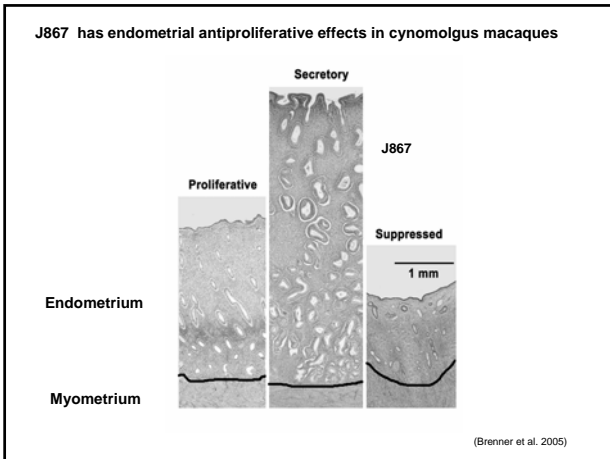 J867 has endometrial antiproliferative effects in cynomolgus macaques
Secretory
J867
Proliferative
Suppressed
1 mm
Endometrium
Myometrium
(Brenner et al. 2005)